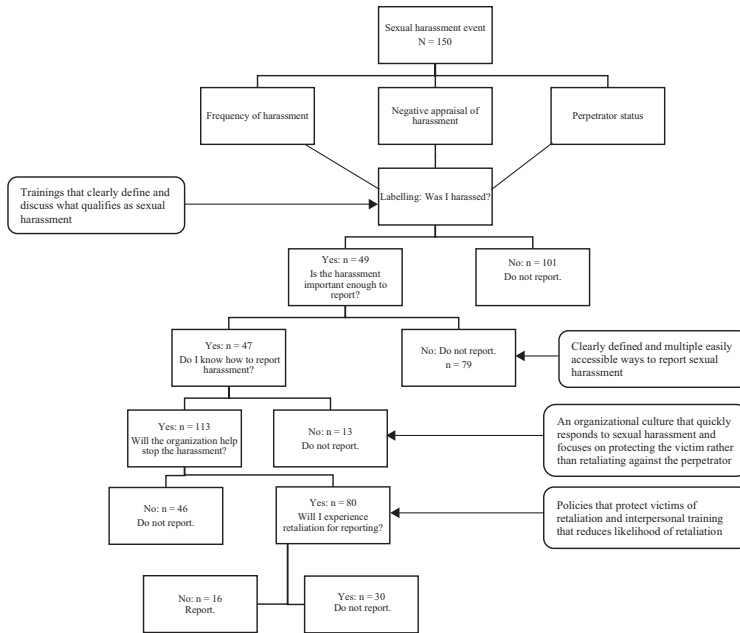 Sexual harassment event
N = 150
Frequency of harassment
Negative appraisal of
harassment
Perpetrator status
Trainings that clearly define and
discuss what qualifies as sexual
harassment
Labelling: Was I harassed?
Yes: n = 49
Is the harassment
important enough to
report?
No: n = 101
Do not report.
Yes: n = 47
Do I know how to report
harassment?
No: Do not report.
n = 79
Clearly defined and multiple easily
accessible ways to report sexual
harassment
Yes: n = 113
Will the organization help
stop the harassment?
No: n = 13
Do not report.
An organizational culture that quickly
responds to sexual harassment and
focuses on protecting the victim rather
than retaliating against the perpetrator
No: n = 46
Do not report.
Yes: n = 80
Will I experience
retaliation for reporting?
Policies that protect victims of
retaliation and interpersonal training
that reduces likelihood of retaliation
No: n = 16
Report.
Yes: n = 30
Do not report.